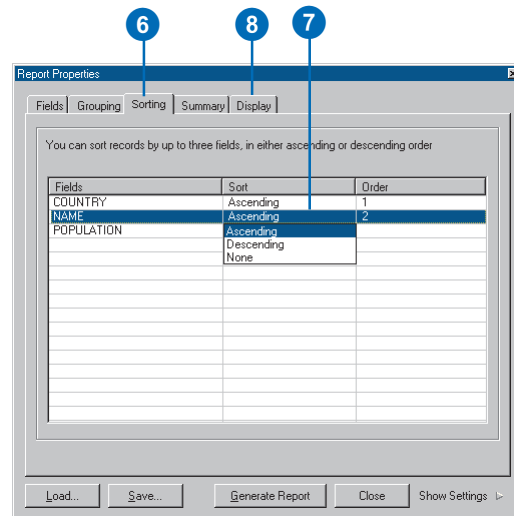 6 8 7
Report Properties
Fields Grouping Sorting Summary Display
You can sort records by up to three fields, in either ascending or descending order
Fields Sort Order
COUNTRY Ascending 1
NAME Ascending 2
POPULATION Ascending
Descending
None
Load... Save... Generate Report Close Show Settings